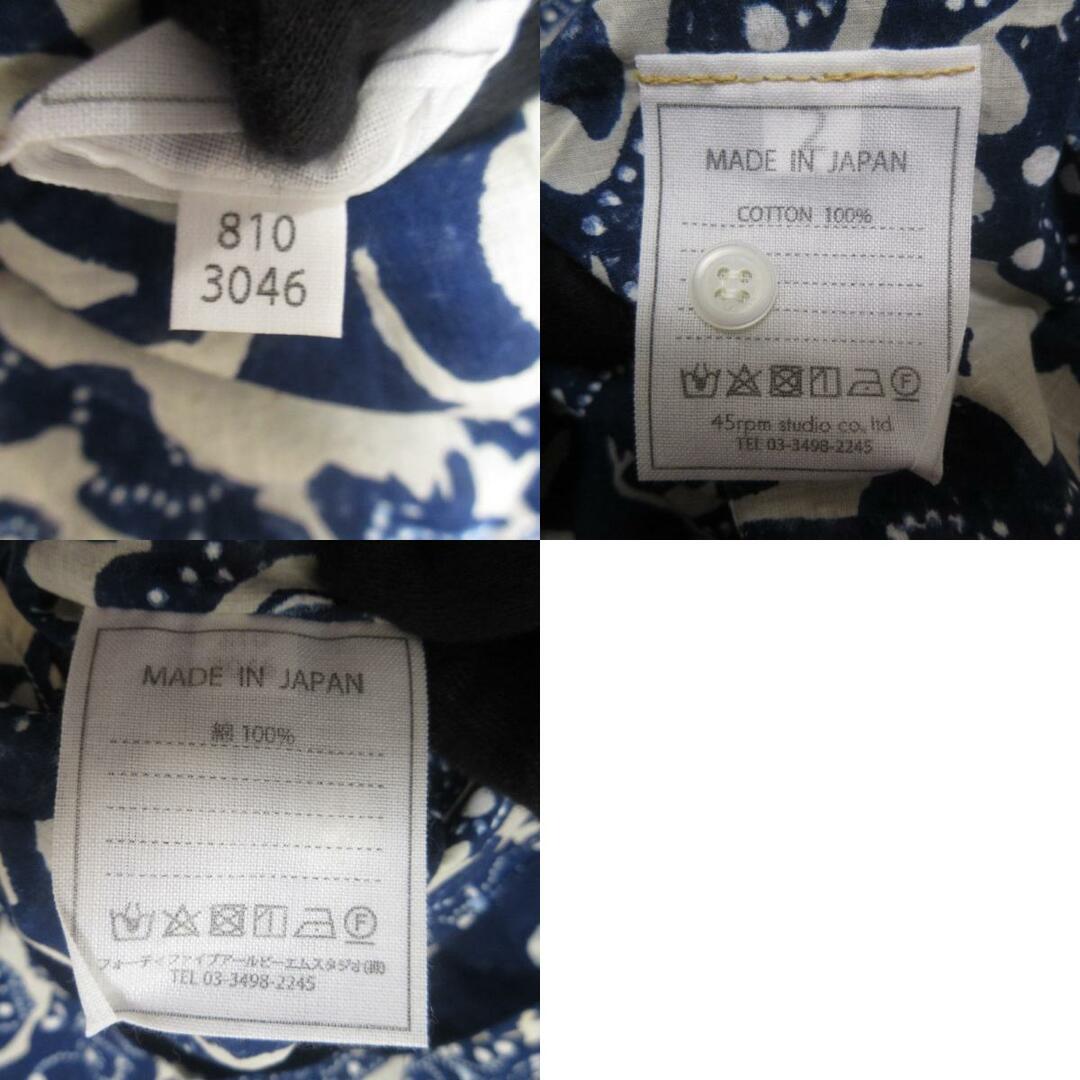 810
3046
2
MADE IN JAPAN
COTTON 100%
45rpm studio co., ltd.
TEL 03-3498-2245
MADE IN JAPAN
綿 100%
フォーティファイブアールピーエムスタジオ(株)
TEL 03-3498-2245